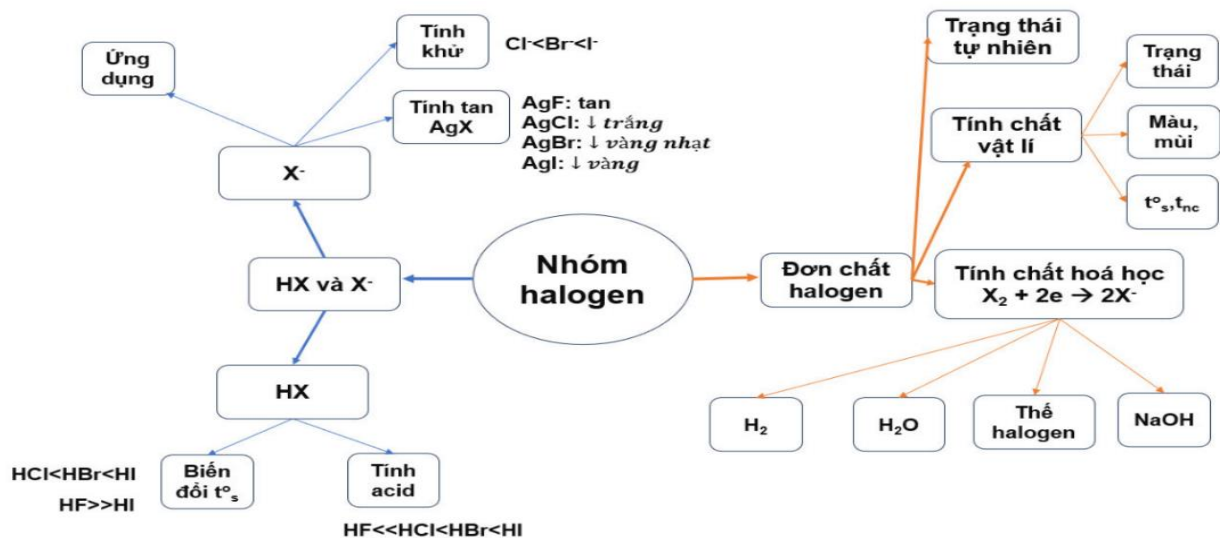 Tính
khử
Cl⁻<Br⁻<I⁻
Ứng
dụng
Tính tan
AgX
AgF: tan
AgCl: ↓ trắng
AgBr: ↓ vàng nhạt
AgI: ↓ vàng
X⁻
HX và X⁻
HX
Biến
đổi tᵒₛ
HCl<HBr<HI
HF>>HI
Tính
acid
HF<<HCl<HBr<HI
Nhóm
halogen
Đơn chất
halogen
Trạng thái
tự nhiên
Tính chất
vật lí
Trạng
thái
Màu,
mùi
tᵒₛ,tnc
Tính chất hoá học
X₂ + 2e → 2X⁻
H₂
H₂O
Thế
halogen
NaOH